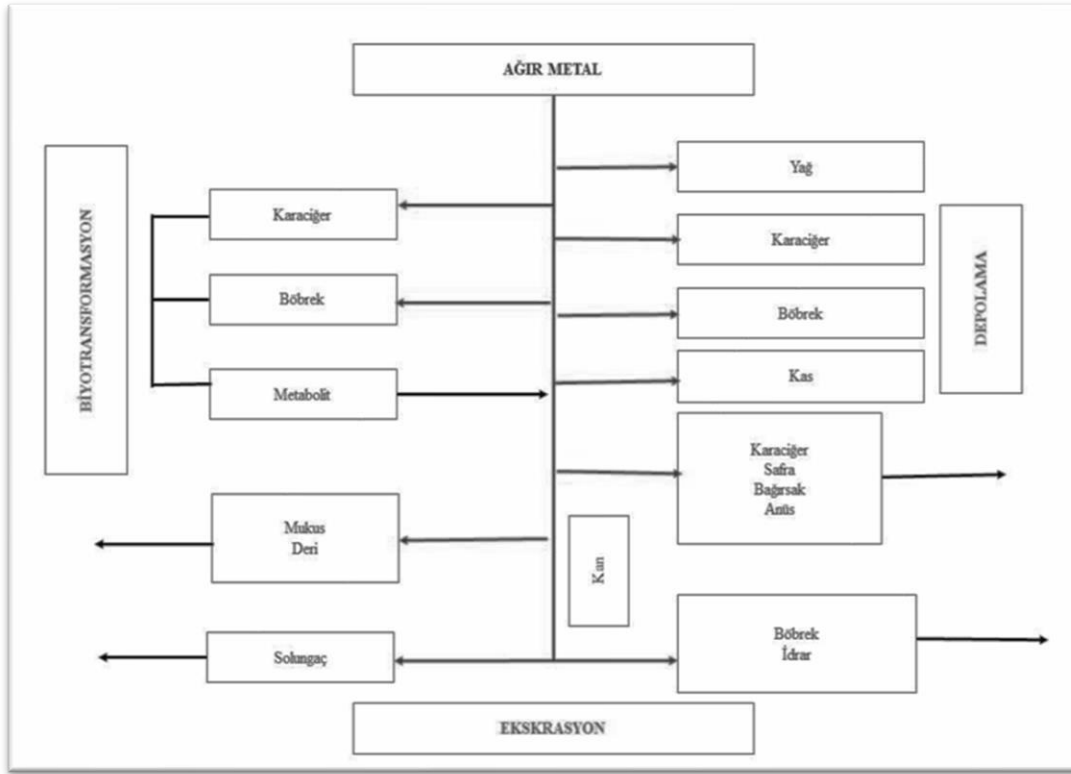 AĞIR METAL
BİYOTRANSFORMASYON
Karaciğer
Böbrek
Metabolit
Mukus
Deri
Solungaç
Yağ
Karaciğer
Böbrek
Kas
DEPOLAMA
Karaciğer
Safra
Bağırsak
Anüs
Kan
Böbrek
İdrar
EKSKRASYON